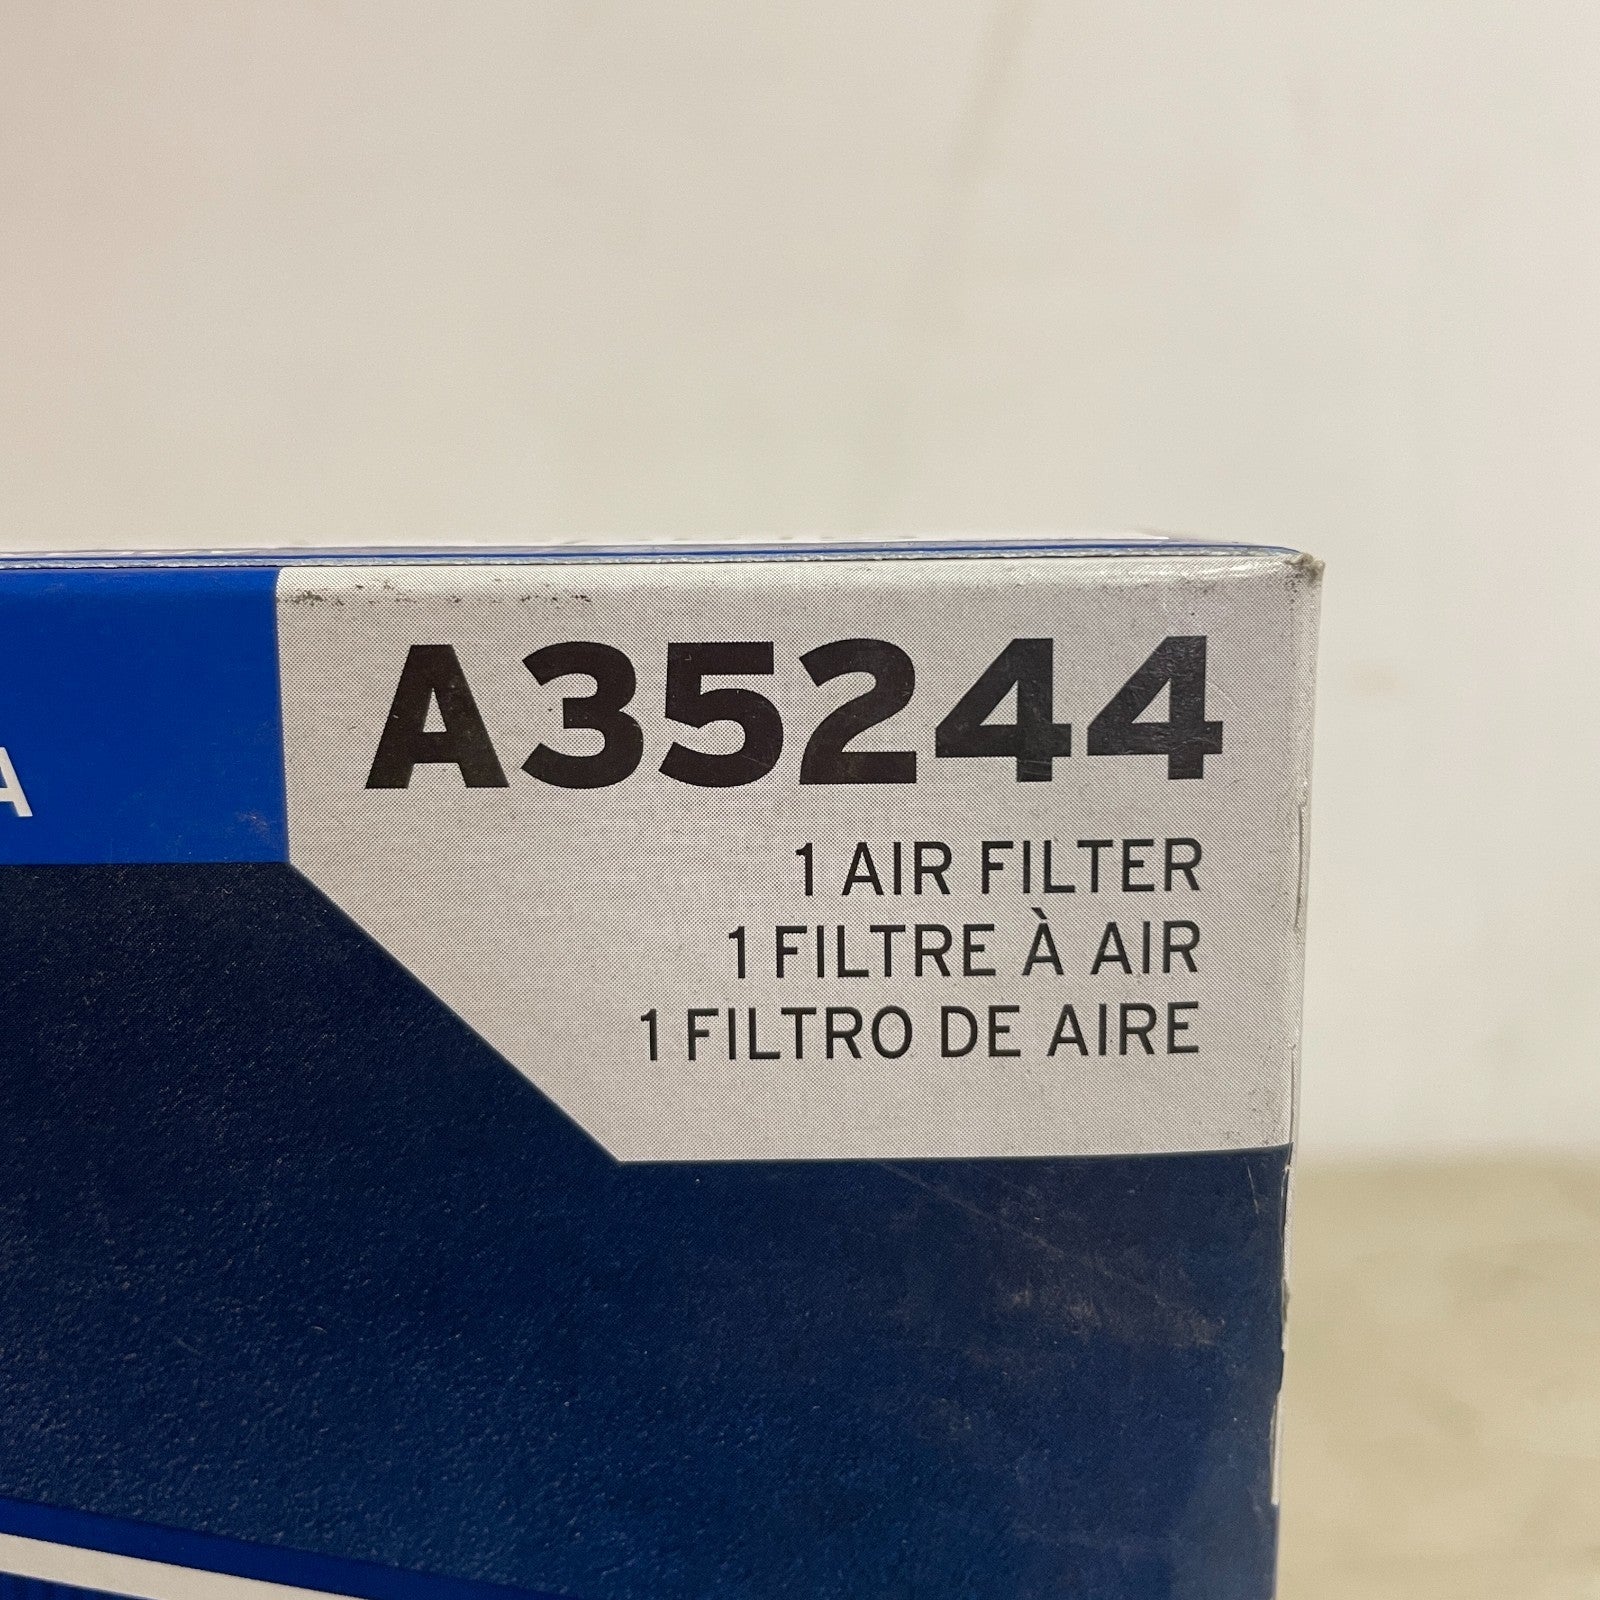 A35244
A
1 AIR FILTER
1 FILTRE À AIR
1 FILTRO DE AIRE